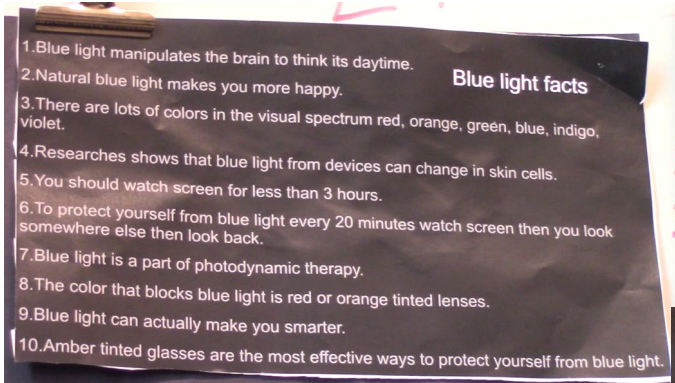 Blue light facts
1.Blue light manipulates the brain to think its daytime.
2.Natural blue light makes you more happy.
3.There are lots of colors in the visual spectrum red, orange, green, blue, indigo,
violet.
4.Researches shows that blue light from devices can change in skin cells.
5.You should watch screen for less than 3 hours.
6.To protect yourself from blue light every 20 minutes watch screen then you look
somewhere else then look back.
7.Blue light is a part of photodynamic therapy.
8.The color that blocks blue light is red or orange tinted lenses.
9.Blue light can actually make you smarter.
10.Amber tinted glasses are the most effective ways to protect yourself from blue light.